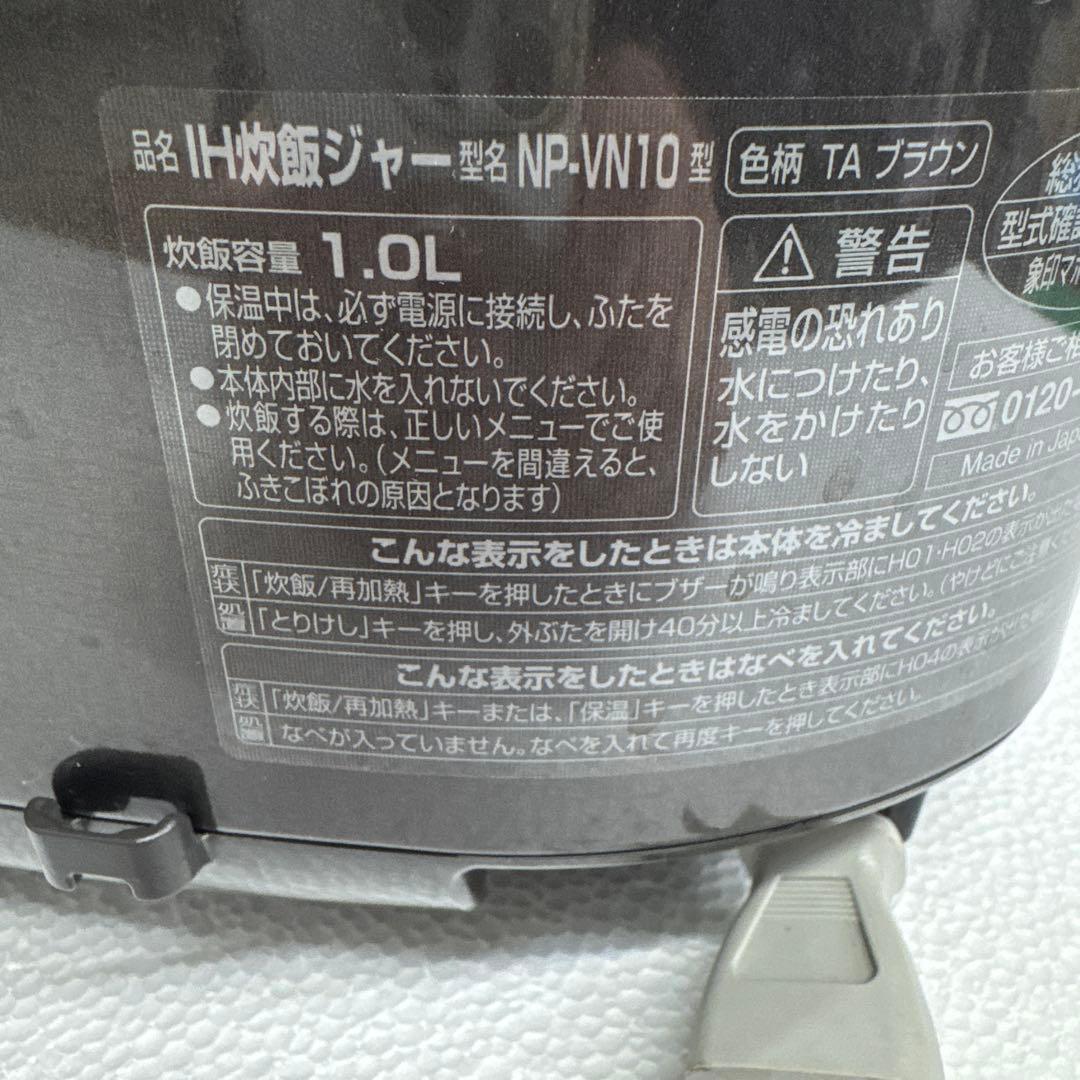 品名 IH炊飯ジャー 型名 NP-VN10 型
色柄 TA ブラウン
炊飯容量 1.0L
●保温中は、必ず電源に接続し、ふたを
閉めておいてください。
●本体内部に水を入れないでください。
●炊飯する際は、正しいメニューでご使
用ください。(メニューを間違えると、
ふきこぼれの原因となります)
警告
感電の恐れあり
水につけたり、
水をかけたり
しない
型式確
象印マホ
お客様ご相
0120-
Made in Jap
こんな表示をしたときは本体を冷ましてください。
症状 「炊飯/再加熱」キーを押したときにブザーが鳴り表示部にH01・H02の表示が出た
処置 「とりけし」キーを押し、外ぶたを開け40分以上冷ましてください。(やけどにご注意く
こんな表示をしたときはなべを入れてください。
症状 「炊飯/再加熱」キーまたは、「保温」キーを押したとき表示部にH04の表示が出た
処置 なべが入っていません。なべを入れて再度キーを押してください。